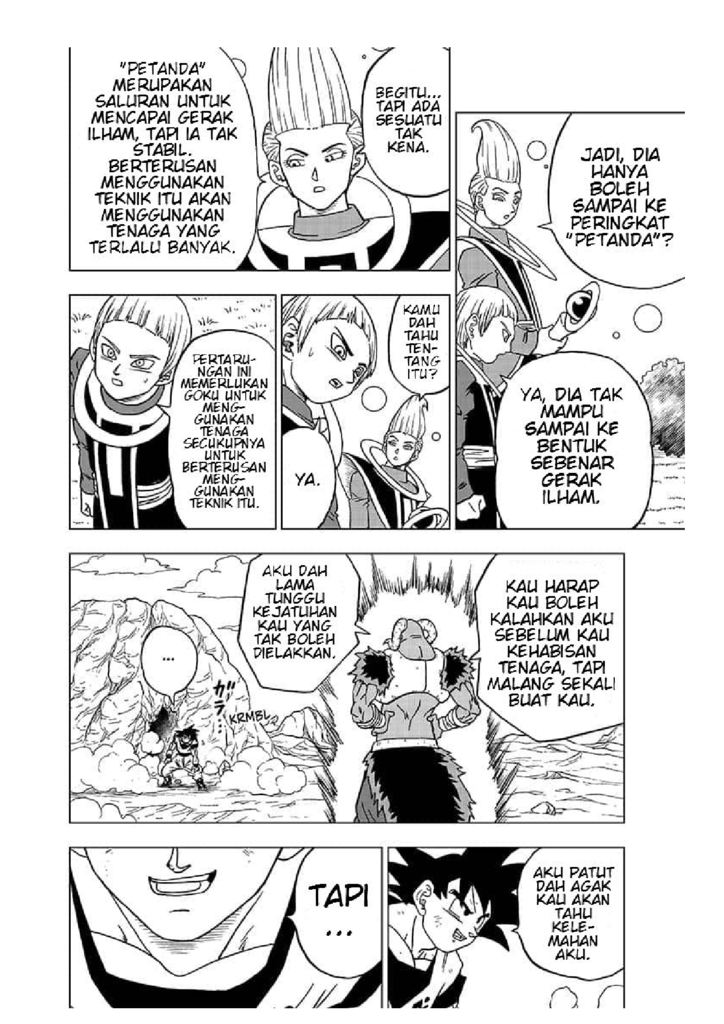 JADI, DIA
HANYA
BOLEH
SAMPAI KE
PERINGKAT
"PETANDA"?
YA, DIA TAK
MAMPU
SAMPAI KE
BENTUK
SEBENAR
GERAK
ILHAM.
BEGITU...
TAPI ADA
SESUATU
TAK
KENA.
"PETANDA"
MERUPAKAN
SALURAN UNTUK
MENCAPAI GERAK
ILHAM, TAPI IA TAK
STABIL.
BERTERUSAN
MENGGUNAKAN
TEKNIK ITU AKAN
MENGGUNAKAN
TENAGA YANG
TERLALU BANYAK.
KAMU
DAH
TAHU
TEN-
TANG
ITU?
YA.
PERTARU-
NGAN INI
MEMERLUKAN
GOKU UNTUK
MENG-
GUNAKAN
TENAGA
SECUKUPNYA
UNTUK
BERTERUSAN
MENG-
GUNAKAN
TEKNIK ITU.
KAU HARAP
KAU BOLEH
KALAHKAN AKU
SEBELUM KAU
KEHABISAN
TENAGA, TAPI
MALANG SEKALI
BUAT KAU.
AKU DAH
LAMA
TUNGGU
KEJATUHAN
KAU YANG
TAK BOLEH
DIELAKKAN.
...
ガラ...
KRMBL
AKU PATUT
DAH AGAK
KAU AKAN
TAHU
KELE-
MAHAN
AKU.
TAPI
...